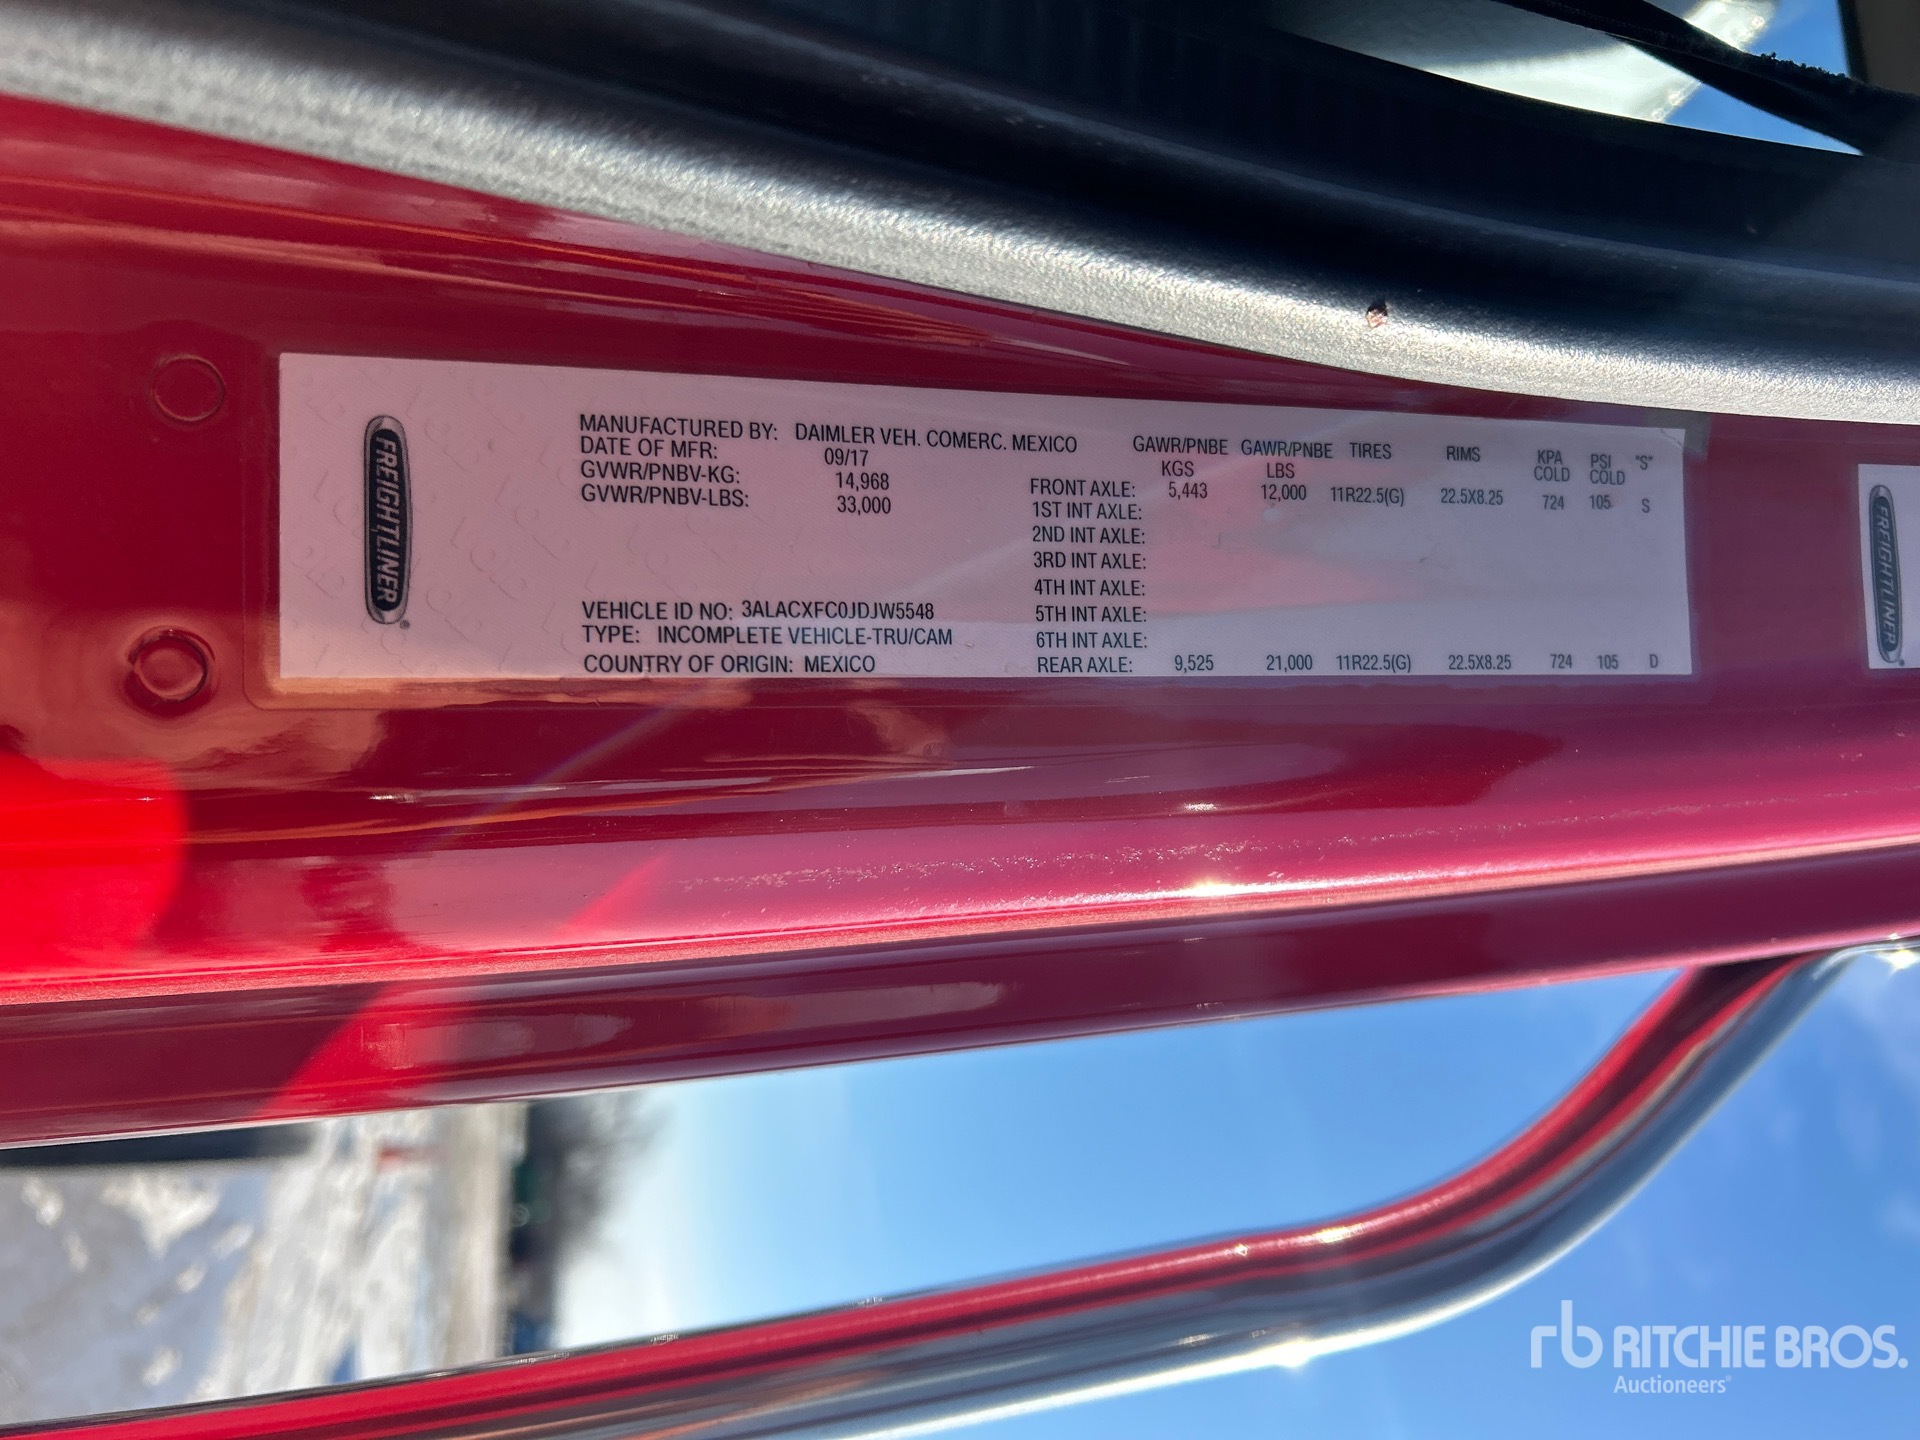 FREIGHTLINER
MANUFACTURED BY: DAIMLER VEH. COMERC. MEXICO
DATE OF MFR: 09/17
GVWR/PNBV-KG: 14,968
GVWR/PNBV-LBS: 33,000
VEHICLE ID NO: 3ALACXFC0JDJW5548
TYPE: INCOMPLETE VEHICLE-TRU/CAM
COUNTRY OF ORIGIN: MEXICO
GAWR/PNBE GAWR/PNBE TIRES RIMS KPA PSI "S"
KGS LBS COLD COLD
FRONT AXLE: 5,443 12,000 11R22.5(G) 22.5X8.25 724 105 S
1ST INT AXLE:
2ND INT AXLE:
3RD INT AXLE:
4TH INT AXLE:
5TH INT AXLE:
6TH INT AXLE:
REAR AXLE: 9,525 21,000 11R22.5(G) 22.5X8.25 724 105 D
FREIGHTLINER
rb RITCHIE BROS.
Auctioneers